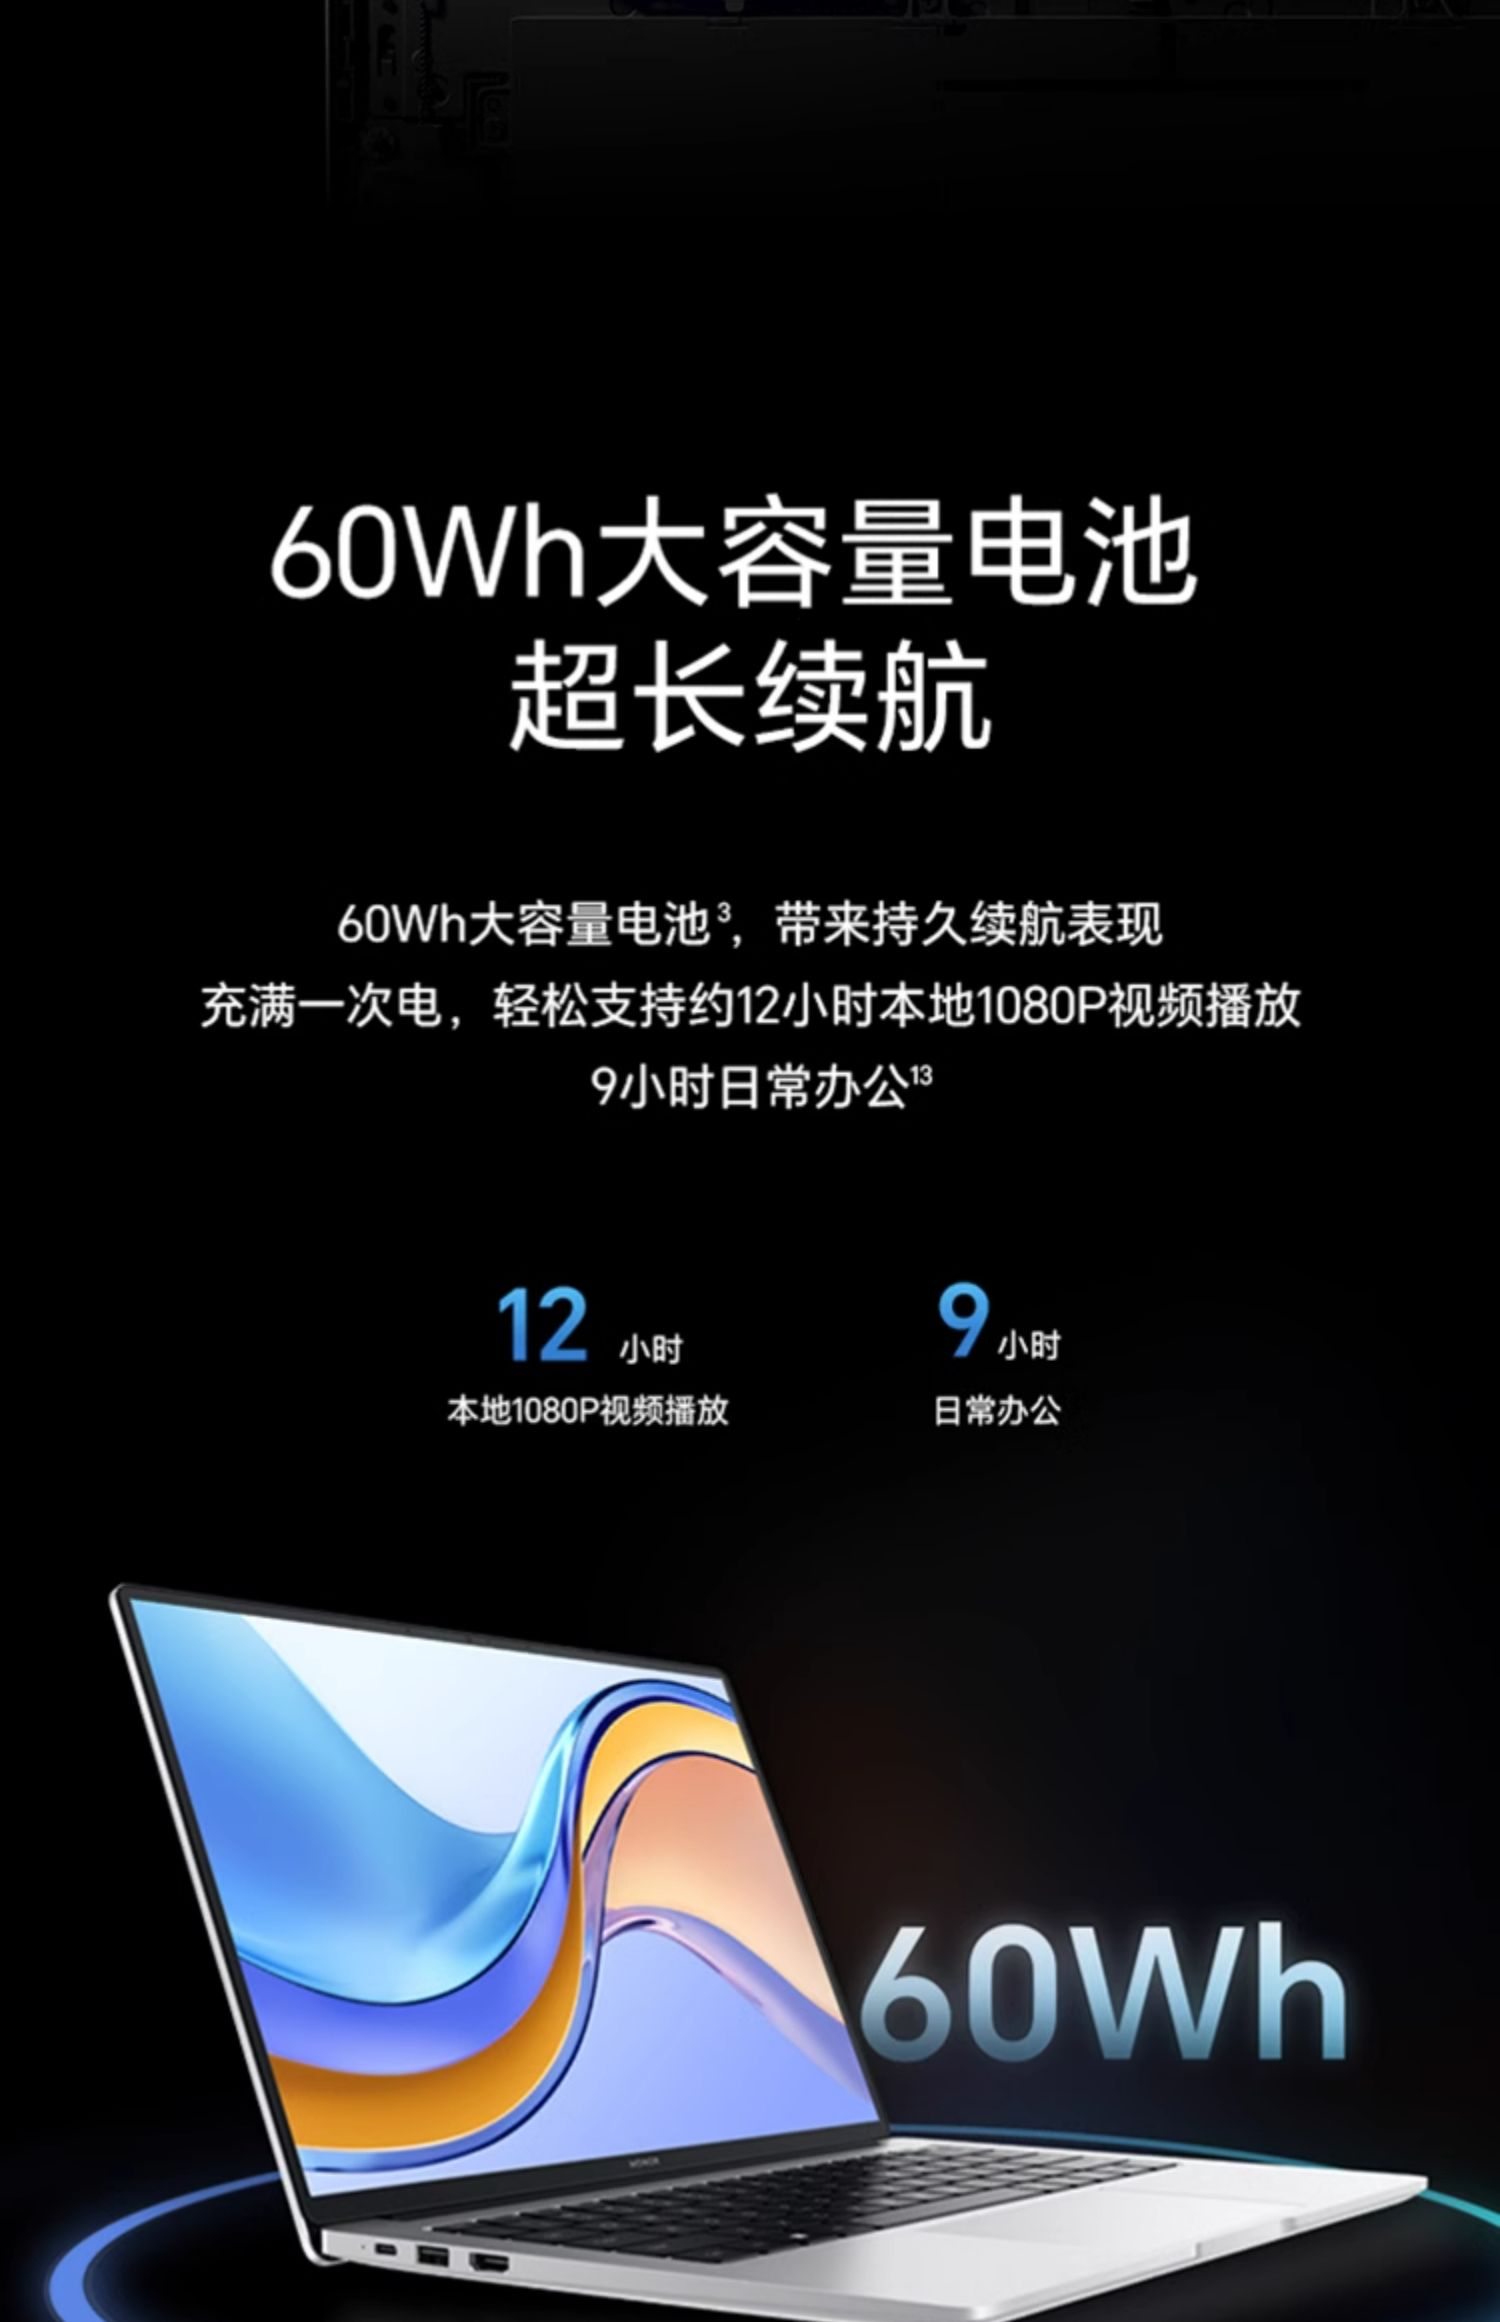 60Wh大容量电池
超长续航
60Wh大容量电池3，带来持久续航表现
充满一次电，轻松支持约12小时本地1080P视频播放
9小时日常办公13
12 小时
本地1080P视频播放
9 小时
日常办公
60Wh
HONOR